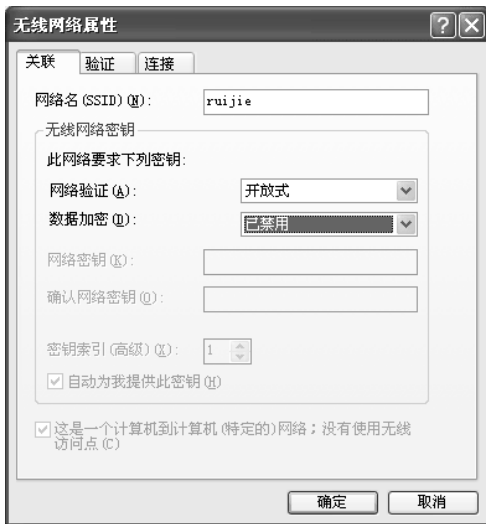 无线网络属性
关联 验证 连接
网络名(SSID)(N): ruijie
无线网络密钥
此网络要求下列密钥:
网络验证(A): 开放式
数据加密(D): 已禁用
网络密钥(K):
确认网络密钥(O):
密钥索引(高级)(X): 1
自动为我提供此密钥(H)
这是一个计算机到计算机(特定的)网络；没有使用无线
访问点(C)
确定 取消